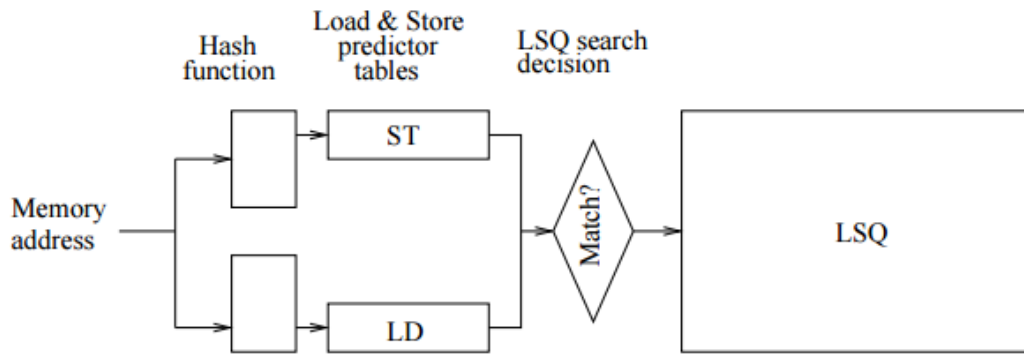 Hash
function
Load & Store
predictor
tables
LSQ search
decision
ST
Memory
address
Match?
LSQ
LD